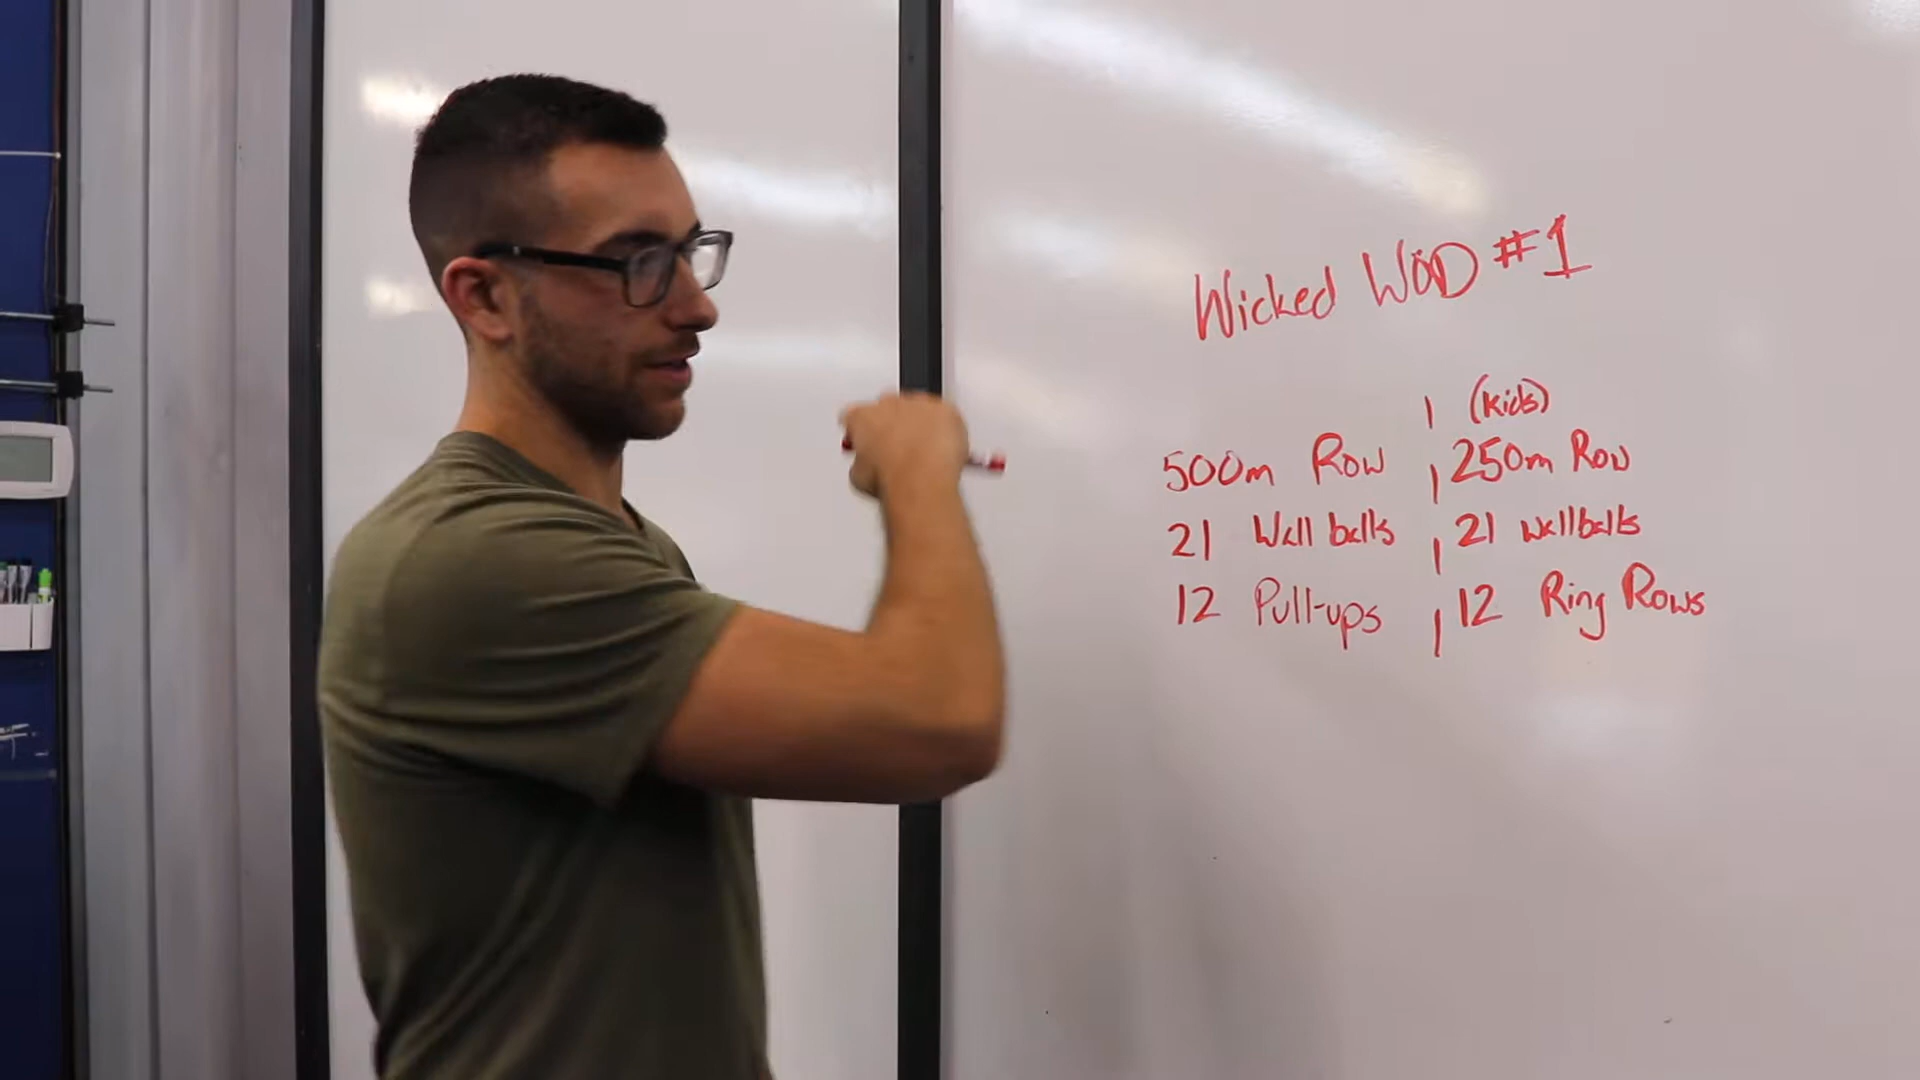 Wicked WOD #1
(kids)
500m Row | 250m Row
21 Wall balls | 21 wallballs
12 Pull-ups | 12 Ring Rows